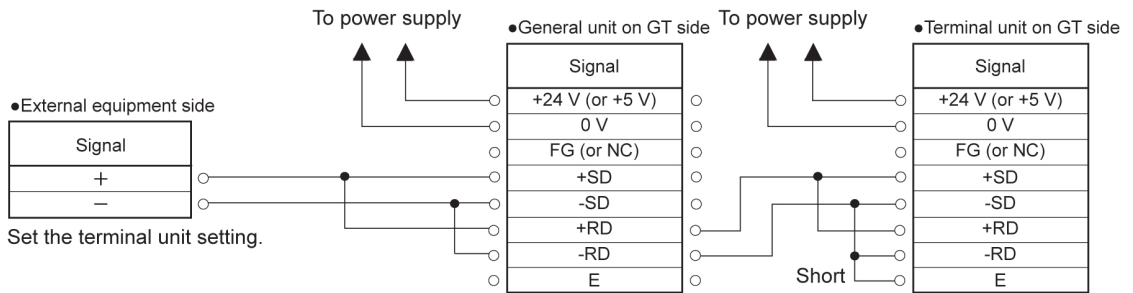 To power supply
●General unit on GT side
Signal
+24 V (or +5 V)
0 V
FG (or NC)
+SD
-SD
+RD
-RD
E
To power supply
●Terminal unit on GT side
Signal
+24 V (or +5 V)
0 V
FG (or NC)
+SD
-SD
+RD
-RD
E
Short
●External equipment side
Signal
+
−
Set the terminal unit setting.